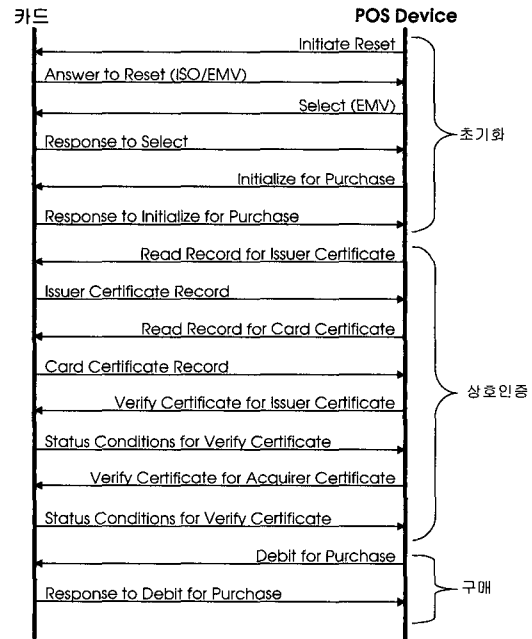 카드 POS Device
Initiate Reset
Answer to Reset (ISO/EMV)
Select (EMV)
초기화
Response to Select
Initialize for Purchase
Response to Initialize for Purchase
Read Record for Issuer Certificate
Issuer Certificate Record
Read Record for Card Certificate
Card Certificate Record
상호인증
Verify Certificate for Issuer Certificate
Status Conditions for Verify Certificate
Verify Certificate for Acquirer Certificate
Status Conditions for Verify Certificate
Debit for Purchase
구매
Response to Debit for Purchase